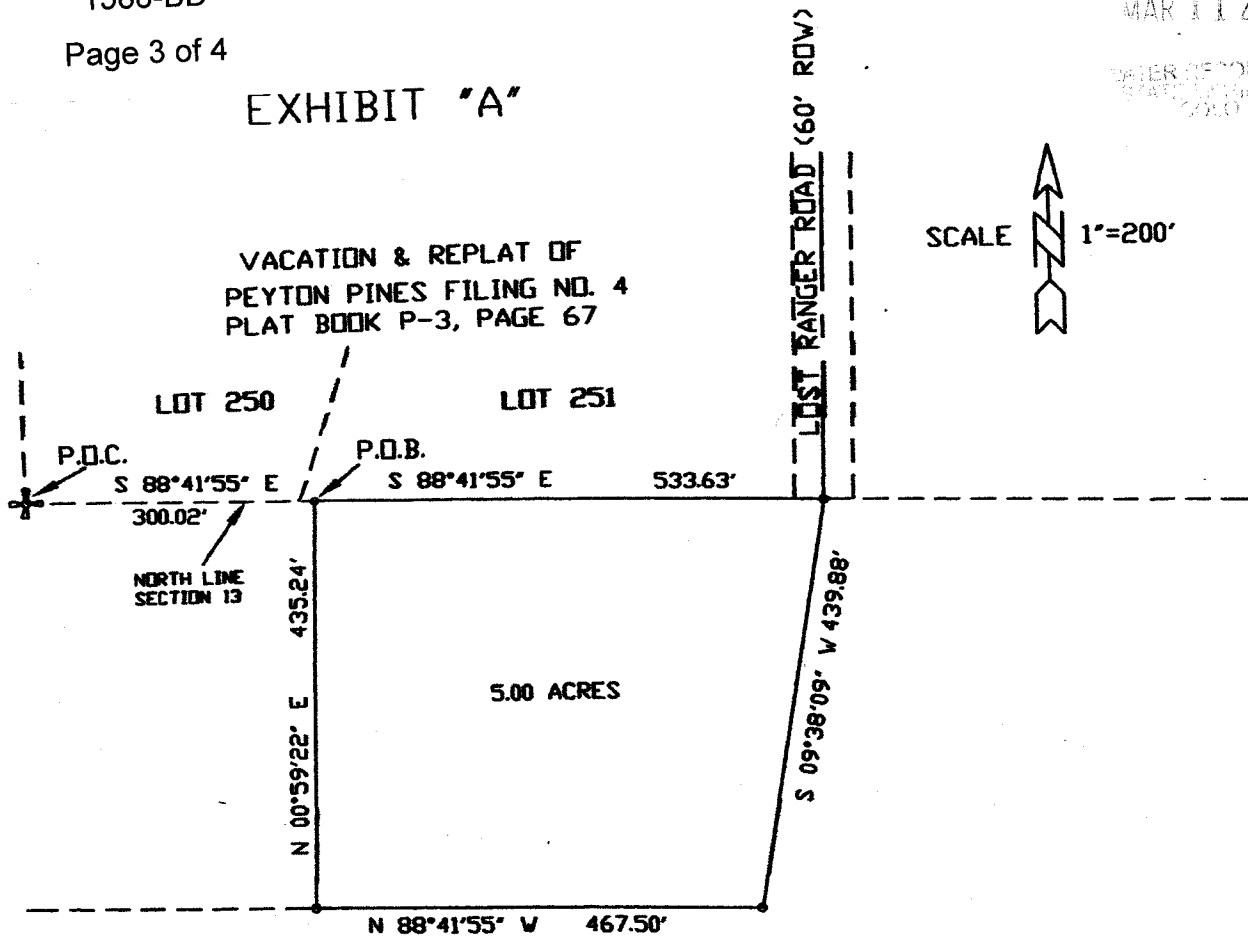 Page 3 of 4
EXHIBIT "A"
LOST RANGER ROAD (60' ROW)
SCALE 1"=200'
VACATION & REPLAT OF
PEYTON PINES FILING NO. 4
PLAT BOOK P-3, PAGE 67
LOT 250
LOT 251
P.O.C.
P.O.B.
S 88°41'55" E
300.02'
S 88°41'55" E 533.63'
NORTH LINE
SECTION 13
N 00°59'22" E 435.24'
S 09°38'09" W 439.88'
5.00 ACRES
N 88°41'55" W 467.50'